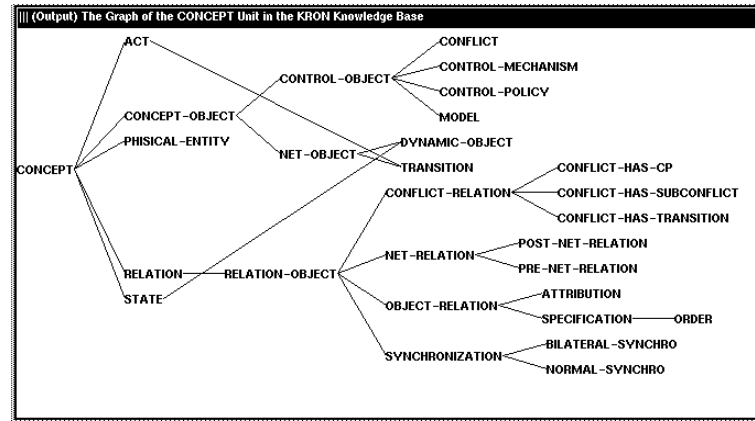 (Output) The Graph of the CONCEPT Unit in the KRON Knowledge Base
ACT
CONFLICT
CONTROL-MECHANISM
CONTROL-OBJECT
CONTROL-POLICY
CONCEPT-OBJECT
MODEL
PHISICAL-ENTITY
DYNAMIC-OBJECT
NET-OBJECT
TRANSITION
CONCEPT
CONFLICT-HAS-CP
CONFLICT-RELATION
CONFLICT-HAS-SUBCONFLICT
CONFLICT-HAS-TRANSITION
POST-NET-RELATION
NET-RELATION
PRE-NET-RELATION
RELATION
RELATION-OBJECT
ATTRIBUTION
STATE
OBJECT-RELATION
SPECIFICATION
ORDER
BILATERAL-SYNCHRO
SYNCHRONIZATION
NORMAL-SYNCHRO